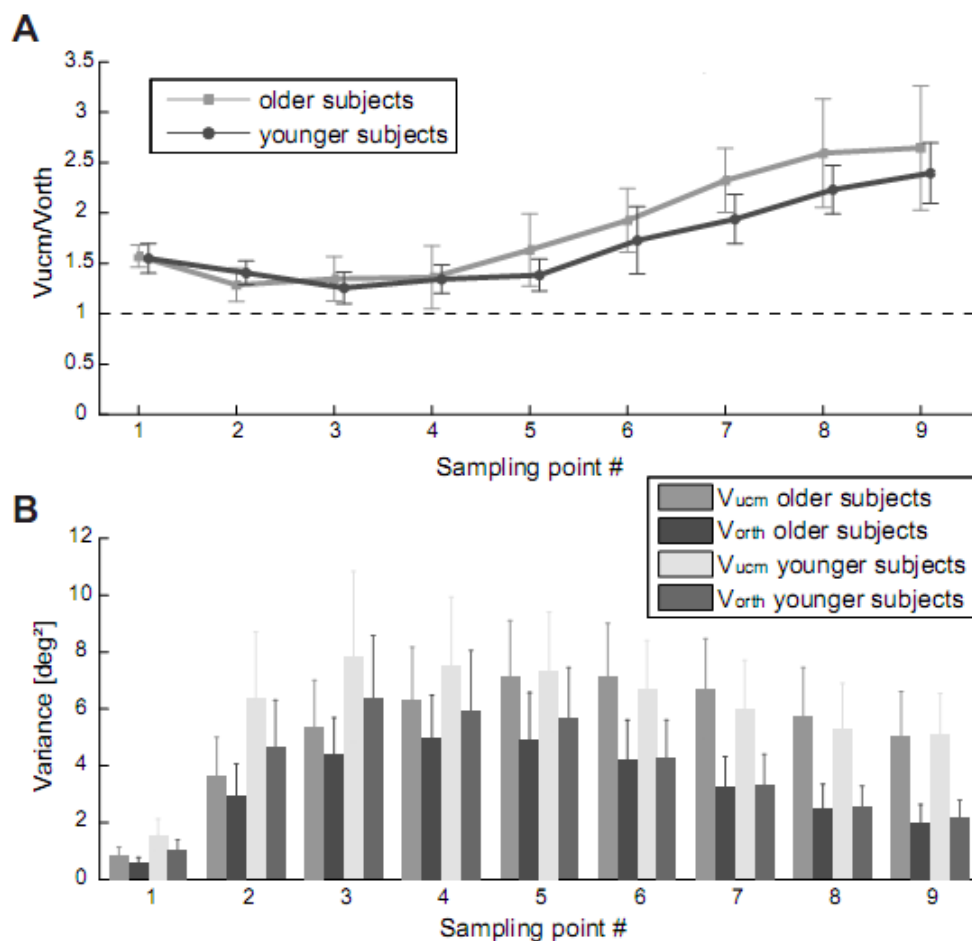 A
3.5
3
2.5
2
1.5
1
0.5
0
Vucm/Vorth
older subjects
younger subjects
1 2 3 4 5 6 7 8 9
Sampling point #
B
Vucm older subjects
Vorth older subjects
Vucm younger subjects
Vorth younger subjects
12
10
8
6
4
2
0
Variance [deg²]
1 2 3 4 5 6 7 8 9
Sampling point #